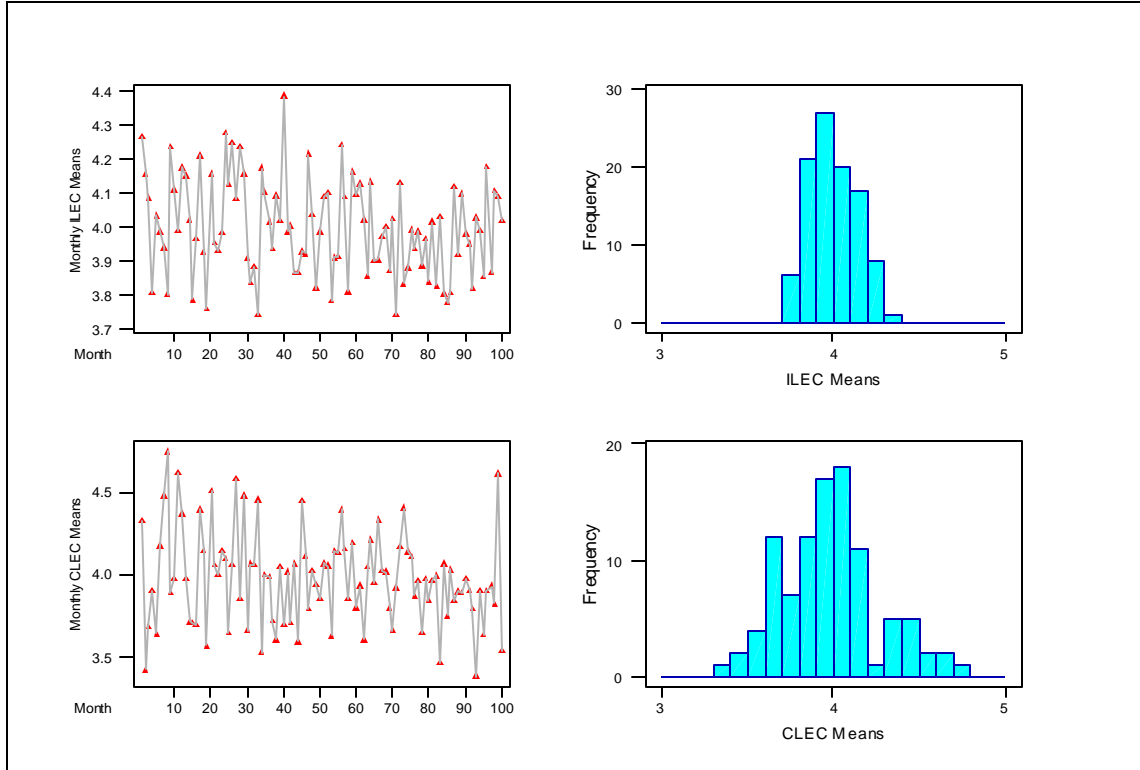 4.4
4.3
4.2
4.1
4.0
3.9
3.8
3.7
Monthly ILEC Means
Month 10 20 30 40 50 60 70 80 90 100
30
20
10
0
Frequency
3 4 5
ILEC Means
4.5
4.0
3.5
Monthly CLEC Means
Month 10 20 30 40 50 60 70 80 90 100
20
10
0
Frequency
3 4 5
CLEC Means